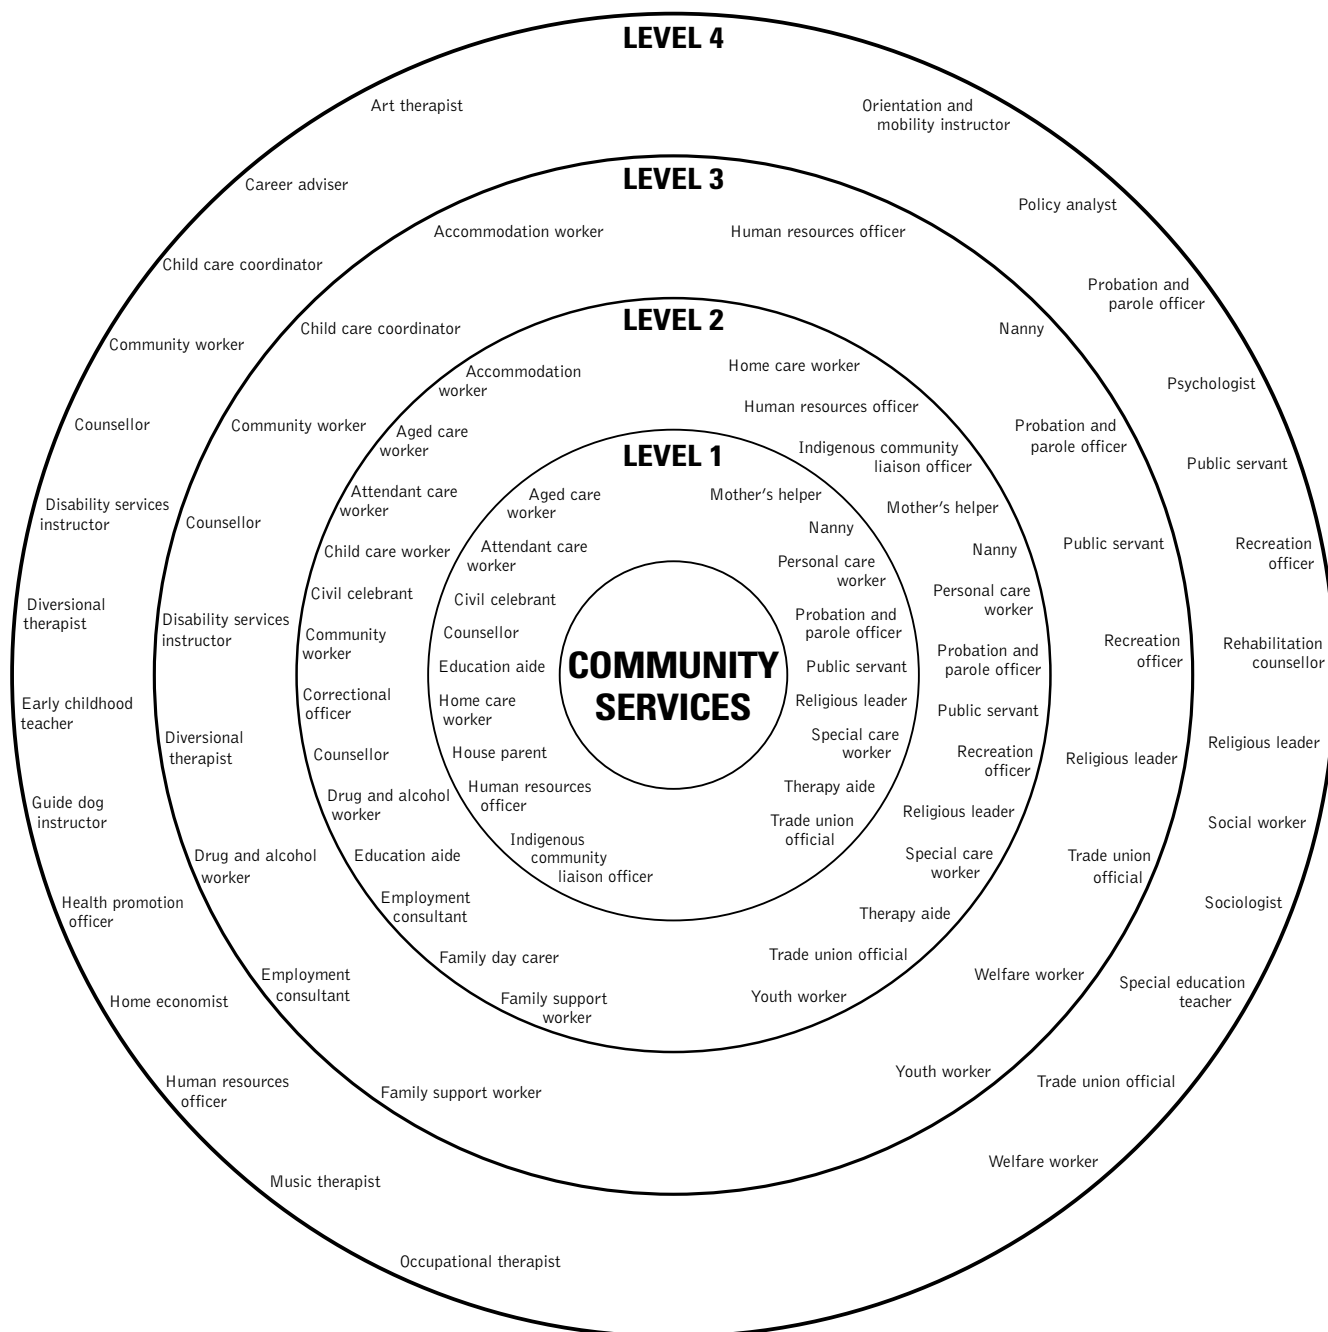 LEVEL 4
Art therapist
Career adviser
Child care coordinator
Community worker
Counsellor
Disability services
instructor
Diversional
therapist
Early childhood
teacher
Guide dog
instructor
Health promotion
officer
Home economist
Human resources
officer
Music therapist
Occupational therapist
Orientation and
mobility instructor
Policy analyst
Probation and
parole officer
Psychologist
Public servant
Recreation
officer
Rehabilitation
counsellor
Religious leader
Social worker
Sociologist
Special education
teacher
Trade union official
Welfare worker
LEVEL 3
Accommodation worker
Child care coordinator
Community worker
Counsellor
Disability services
instructor
Diversional
therapist
Drug and alcohol
worker
Employment
consultant
Family support worker
Human resources officer
Nanny
Probation and
parole officer
Public servant
Recreation
officer
Religious leader
Trade union
official
Welfare worker
Youth worker
LEVEL 2
Accommodation
worker
Aged care
worker
Attendant care
worker
Child care worker
Civil celebrant
Community
worker
Correctional
officer
Counsellor
Drug and alcohol
worker
Education aide
Employment
consultant
Family day carer
Family support
worker
Home care worker
Human resources officer
Indigenous community
liaison officer
Mother's helper
Nanny
Personal care
worker
Probation and
parole officer
Public servant
Recreation
officer
Religious leader
Special care
worker
Therapy aide
Trade union official
Youth worker
LEVEL 1
Aged care
worker
Attendant care
worker
Civil celebrant
Counsellor
Education aide
Home care
worker
House parent
Human resources
officer
Indigenous
community
liaison officer
Mother's helper
Nanny
Personal care
worker
Probation and
parole officer
Public servant
Religious leader
Special care
worker
Therapy aide
Trade union
official
COMMUNITY
SERVICES